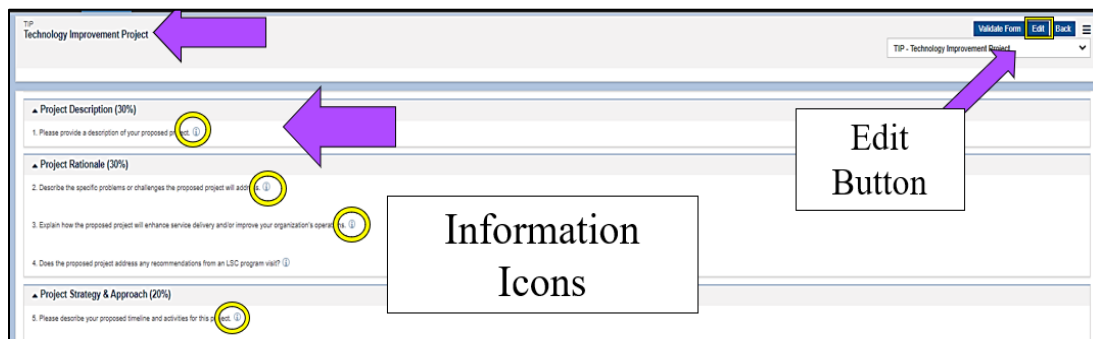 TIP
Technology Improvement Project
Validate Form Edit Back
TIP - Technology Improvement Project
Project Description (30%)
1. Please provide a description of your proposed project.
Edit
Button
Project Rationale (30%)
2. Describe the specific problems or challenges the proposed project will address.
3. Explain how the proposed project will enhance service delivery and/or improve your organization's operations.
4. Does the proposed project address any recommendations from an LSC program visit?
Information
Icons
Project Strategy & Approach (20%)
5. Please describe your proposed timeline and activities for this project.